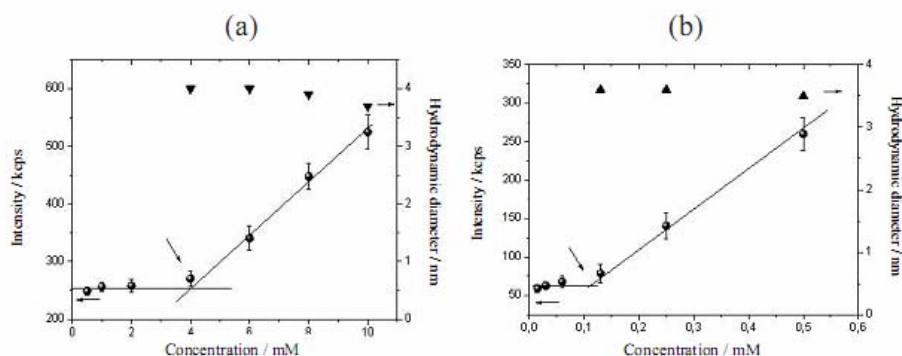 (a)
(b)
600
500
400
300
200
Intensity / kcps
4
3
2
1
0
Hydrodynamic diameter / nm
0 2 4 6 8 10
Concentration / mM
350
300
250
200
150
100
50
Intensity / kcps
4
3
2
1
0
Hydrodynamic diameter / nm
0,0 0,1 0,2 0,3 0,4 0,5 0,6
Concentration / mM